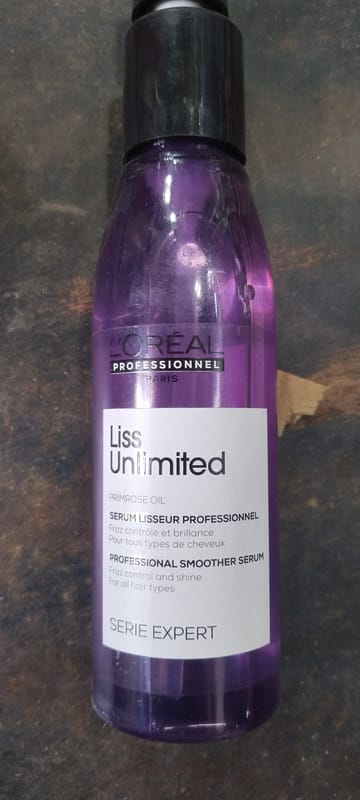 L'ORÉAL
PROFESSIONNEL
PARIS
Liss
Unlimited
PRIMROSE OIL
SERUM LISSEUR PROFESSIONNEL
Frizz contrôle et brillance
Pour tous types de cheveux
PROFESSIONAL SMOOTHER SERUM
Frizz control and shine
For all hair types
SERIE EXPERT